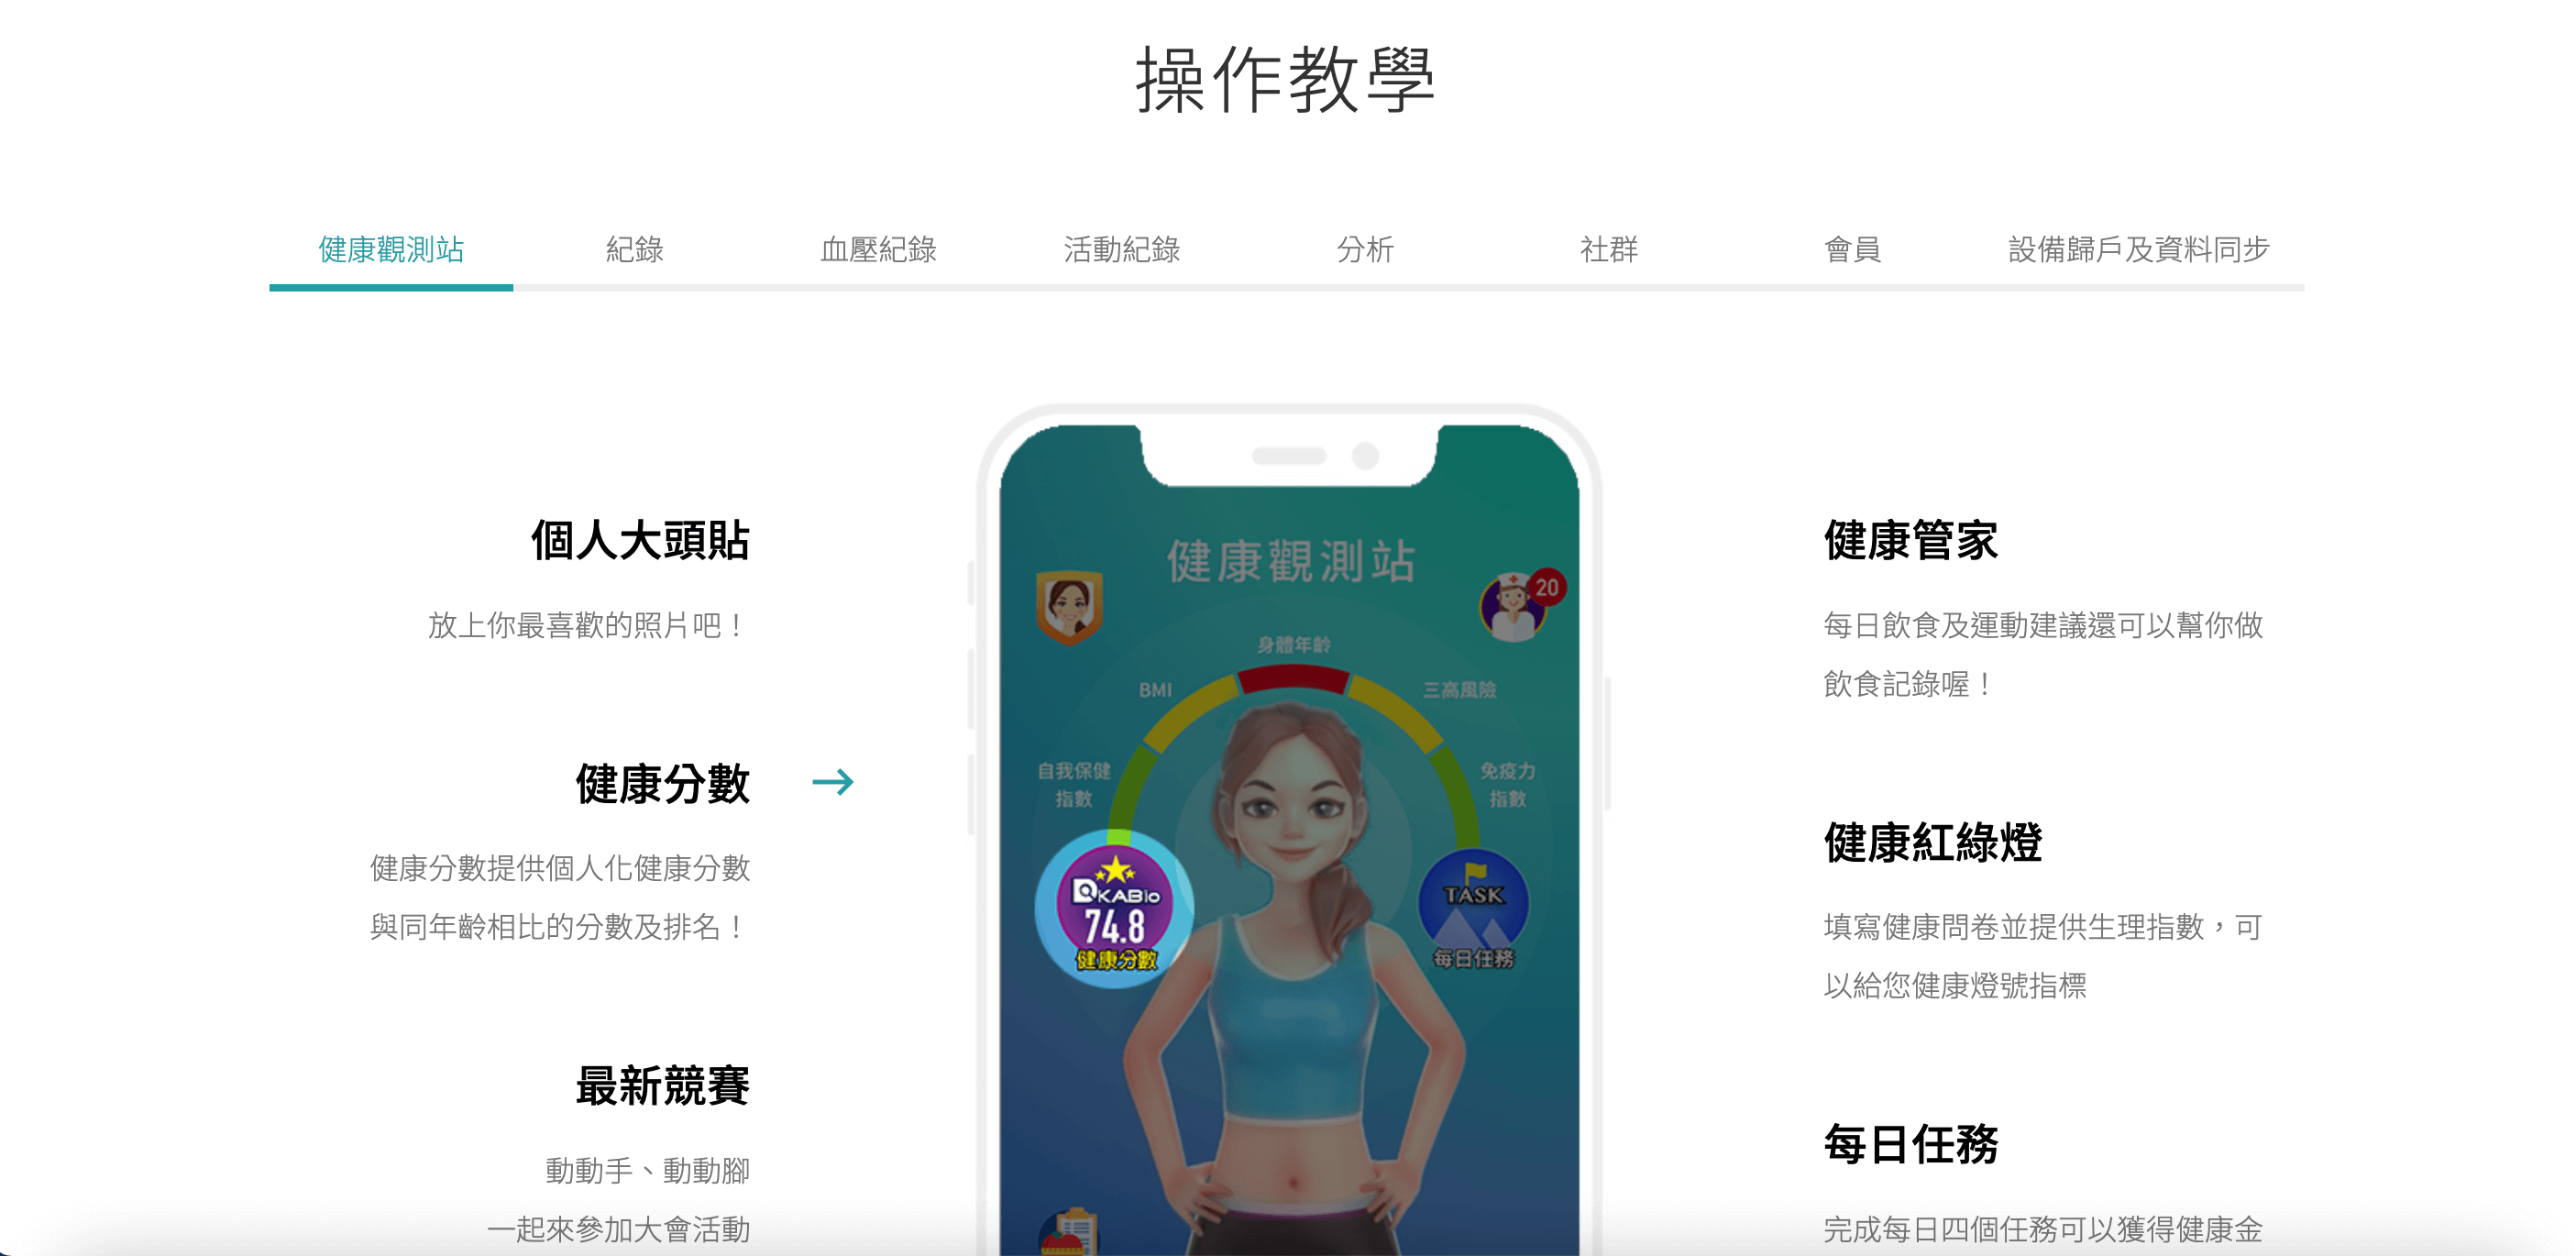 操作教學
健康觀測站
紀錄
血壓紀錄
活動紀錄
分析
社群
會員
設備歸戶及資料同步
個人大頭貼
放上你最喜歡的照片吧！
健康分數
健康分數提供個人化健康分數
與同年齡相比的分數及排名！
最新競賽
動動手、動動腳
一起來參加大會活動
健康觀測站
20
身體年齡
BMI
三高風險
自我保健
指數
免疫力
指數
DKABio
74.8
健康分數
TASK
每日任務
健康管家
每日飲食及運動建議還可以幫你做
飲食記錄喔！
健康紅綠燈
填寫健康問卷並提供生理指數，可
以給您健康燈號指標
每日任務
完成每日四個任務可以獲得健康金